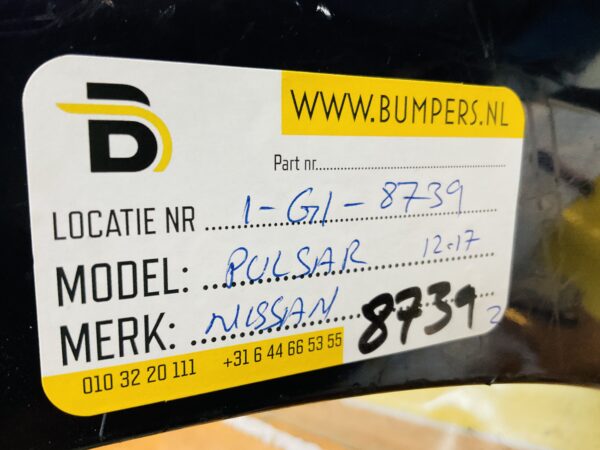 WWW.BUMPERS.NL
Part nr.
LOCATIE NR 1-G1-8739
MODEL: PULSAR 12.17
MERK: NISSAN 8739 2
010 32 20 111 +31 6 44 66 53 55